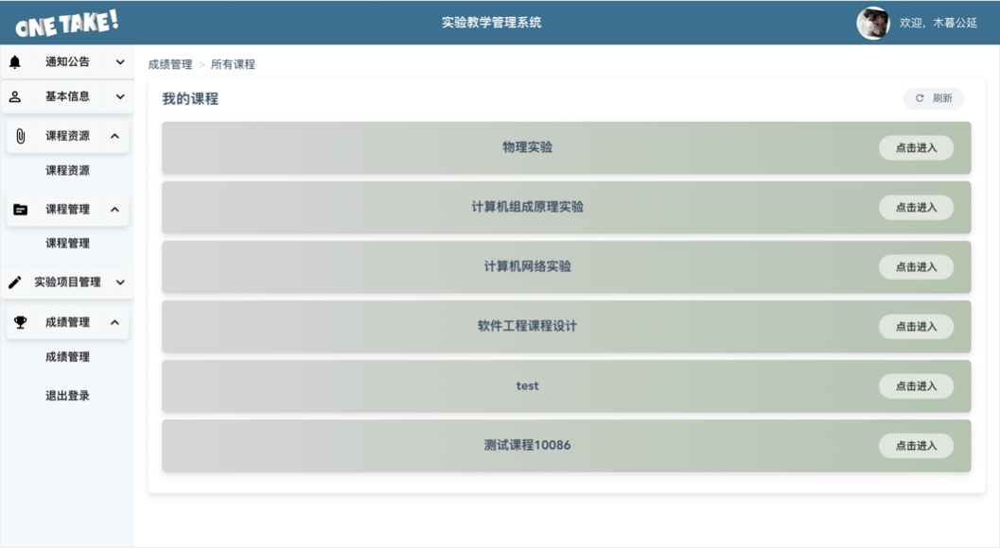 ONE TAKE!
实验教学管理系统
欢迎，木暮公延
通知公告
基本信息
课程资源
课程资源
课程管理
课程管理
实验项目管理
成绩管理
成绩管理
退出登录
成绩管理 > 所有课程
我的课程
刷新
物理实验 点击进入
计算机组成原理实验 点击进入
计算机网络实验 点击进入
软件工程课程设计 点击进入
test 点击进入
测试课程10086 点击进入